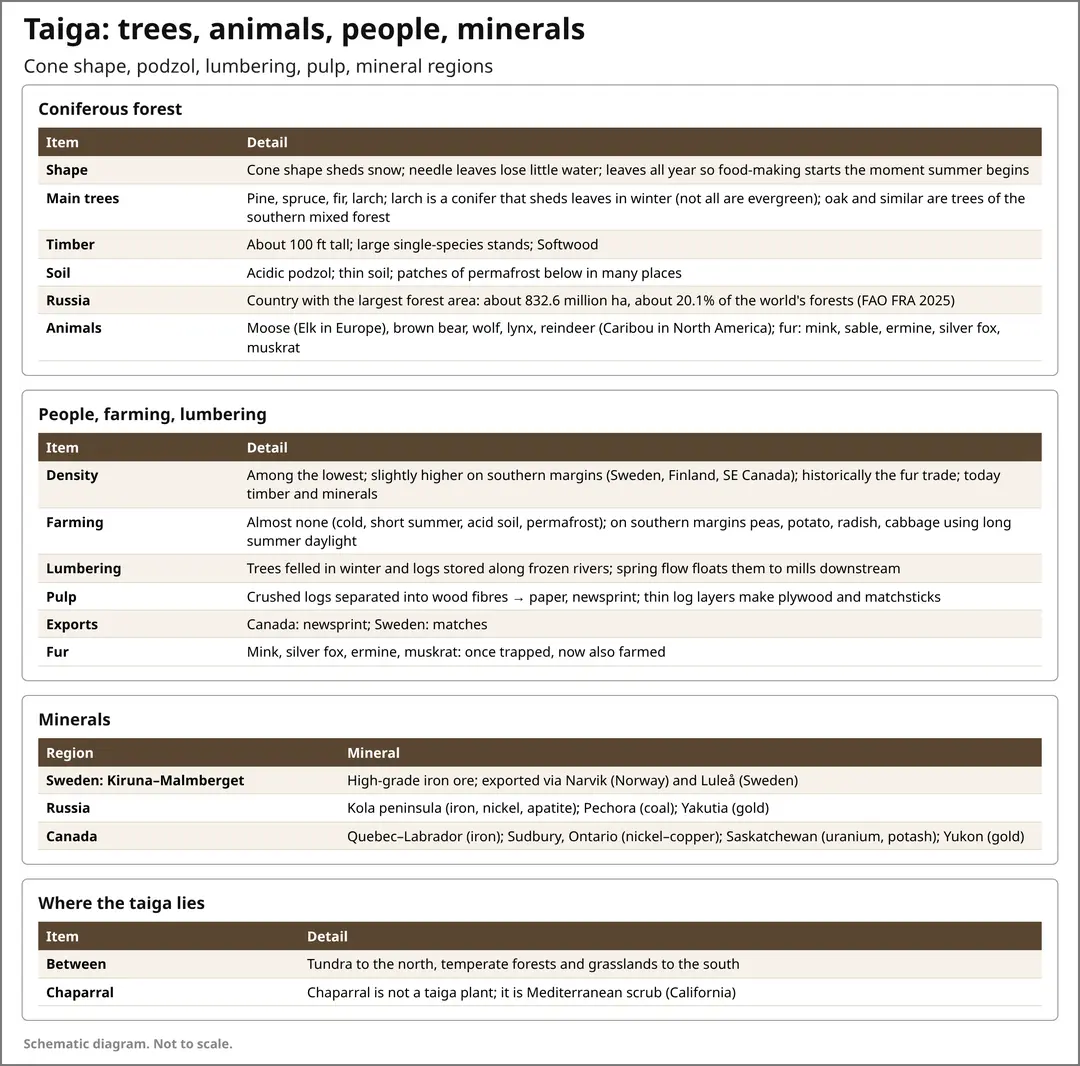 Taiga: trees, animals, people, minerals
Cone shape, podzol, lumbering, pulp, mineral regions
Coniferous forest
Item Detail
Shape Cone shape sheds snow; needle leaves lose little water; leaves all year so food-making starts the moment summer begins
Main trees Pine, spruce, fir, larch; larch is a conifer that sheds leaves in winter (not all are evergreen); oak and similar are trees of the
southern mixed forest
Timber About 100 ft tall; large single-species stands; Softwood
Soil Acidic podzol; thin soil; patches of permafrost below in many places
Russia Country with the largest forest area: about 832.6 million ha, about 20.1% of the world's forests (FAO FRA 2025)
Animals Moose (Elk in Europe), brown bear, wolf, lynx, reindeer (Caribou in North America); fur: mink, sable, ermine, silver fox,
muskrat
People, farming, lumbering
Item Detail
Density Among the lowest; slightly higher on southern margins (Sweden, Finland, SE Canada); historically the fur trade; today
timber and minerals
Farming Almost none (cold, short summer, acid soil, permafrost); on southern margins peas, potato, radish, cabbage using long
summer daylight
Lumbering Trees felled in winter and logs stored along frozen rivers; spring flow floats them to mills downstream
Pulp Crushed logs separated into wood fibres → paper, newsprint; thin log layers make plywood and matchsticks
Exports Canada: newsprint; Sweden: matches
Fur Mink, silver fox, ermine, muskrat: once trapped, now also farmed
Minerals
Region Mineral
Sweden: Kiruna–Malmberget High-grade iron ore; exported via Narvik (Norway) and Luleå (Sweden)
Russia Kola peninsula (iron, nickel, apatite); Pechora (coal); Yakutia (gold)
Canada Quebec–Labrador (iron); Sudbury, Ontario (nickel–copper); Saskatchewan (uranium, potash); Yukon (gold)
Where the taiga lies
Item Detail
Between Tundra to the north, temperate forests and grasslands to the south
Chaparral Chaparral is not a taiga plant; it is Mediterranean scrub (California)
Schematic diagram. Not to scale.